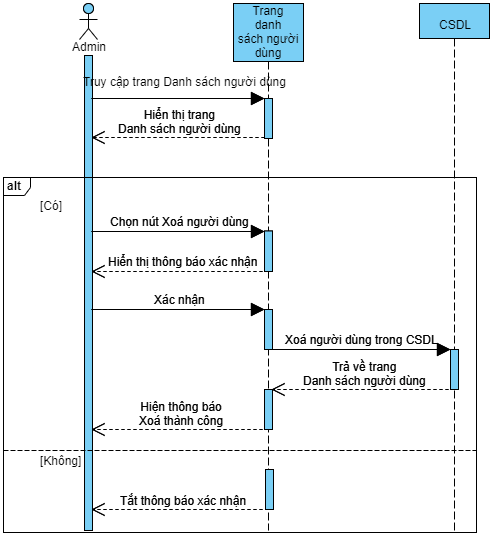 Admin
Trang
danh
sách người
dùng
CSDL
Truy cập trang Danh sách người dùng
Hiển thị trang
Danh sách người dùng
alt
[Có]
Chọn nút Xoá người dùng
Hiển thị thông báo xác nhận
Xác nhận
Xoá người dùng trong CSDL
Trả về trang
Danh sách người dùng
Hiện thông báo
Xoá thành công
[Không]
Tắt thông báo xác nhận